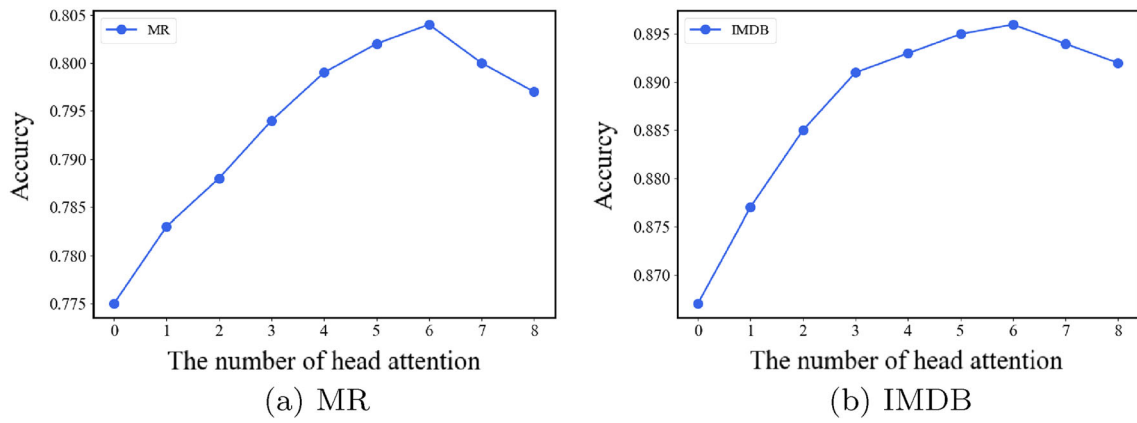 MR
0.805
0.800
0.795
0.790
0.785
0.780
0.775
Accurcy
0 1 2 3 4 5 6 7 8
The number of head attention
(a) MR
IMDB
0.895
0.890
0.885
0.880
0.875
0.870
Accurcy
0 1 2 3 4 5 6 7 8
The number of head attention
(b) IMDB